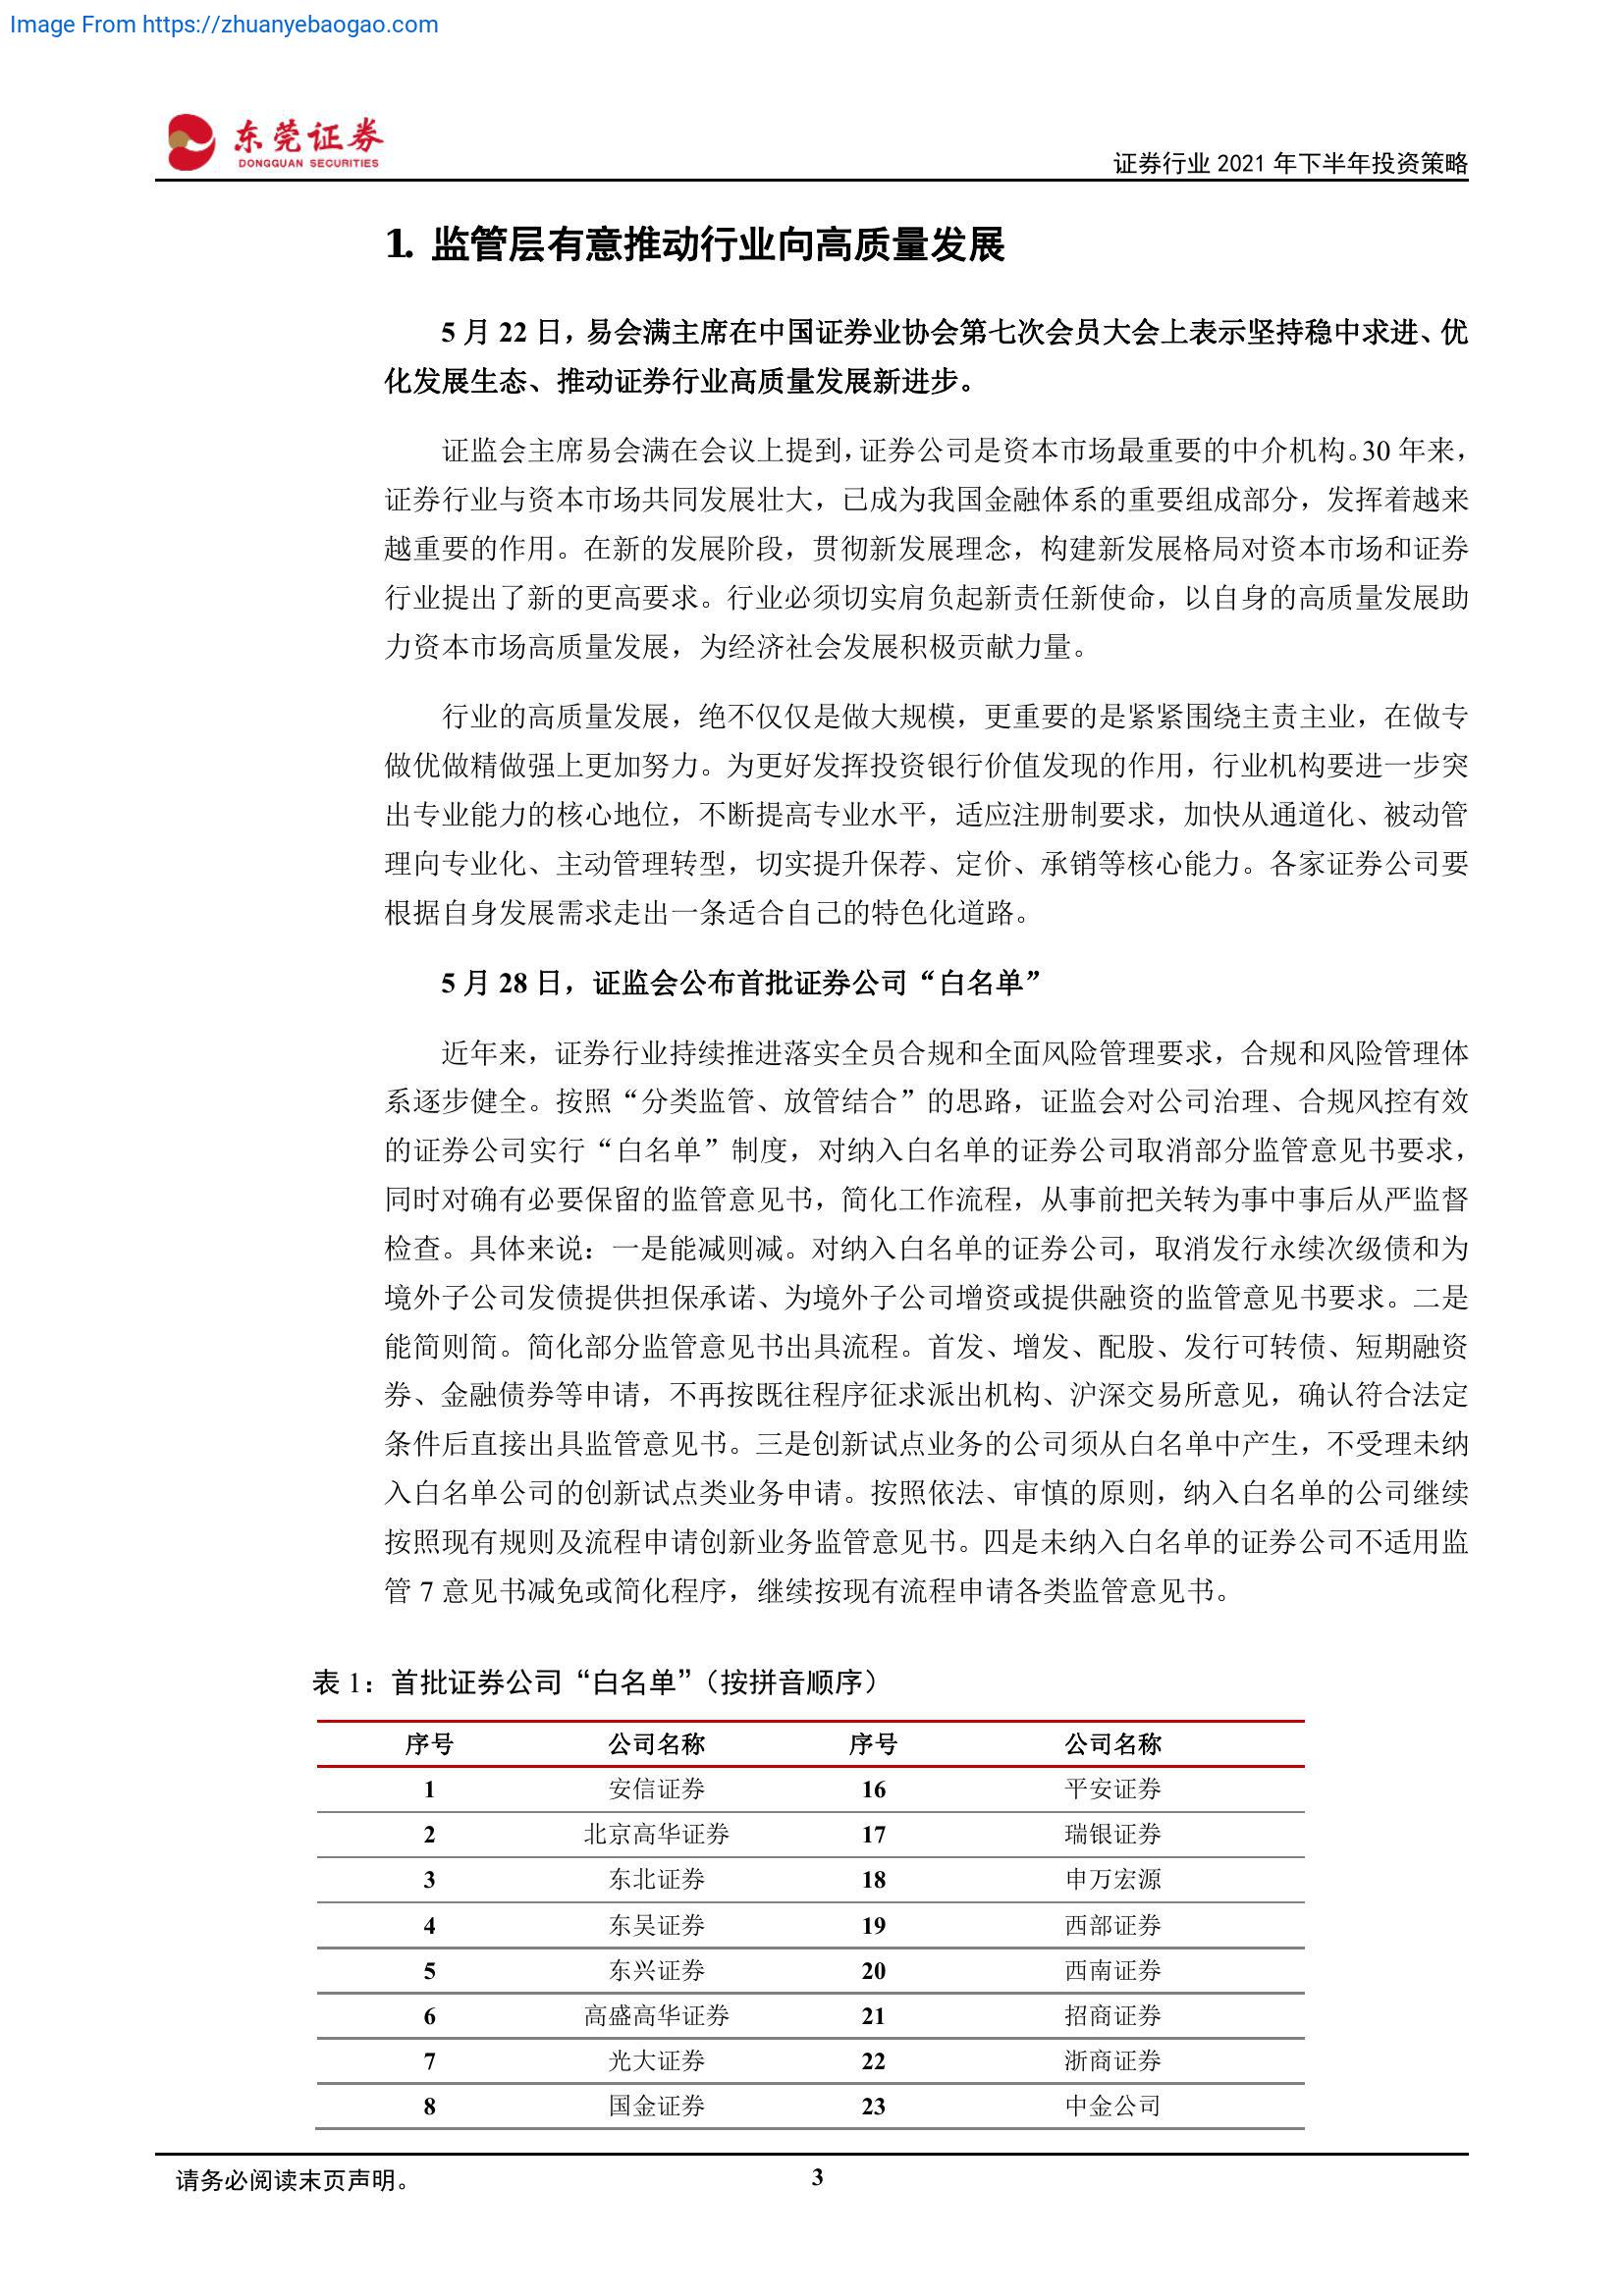 Image From https://zhuanyebaogao.com
东莞证券
DONGGUAN SECURITIES
证券行业 2021 年下半年投资策略
1. 监管层有意推动行业向高质量发展
5 月 22 日，易会满主席在中国证券业协会第七次会员大会上表示坚持稳中求进、优
化发展生态、推动证券行业高质量发展新进步。
证监会主席易会满在会议上提到，证券公司是资本市场最重要的中介机构。30 年来，
证券行业与资本市场共同发展壮大，已成为我国金融体系的重要组成部分，发挥着越来
越重要的作用。在新的发展阶段，贯彻新发展理念，构建新发展格局对资本市场和证券
行业提出了新的更高要求。行业必须切实肩负起新责任新使命，以自身的高质量发展助
力资本市场高质量发展，为经济社会发展积极贡献力量。
行业的高质量发展，绝不仅仅是做大规模，更重要的是紧紧围绕主责主业，在做专
做优做精做强上更加努力。为更好发挥投资银行价值发现的作用，行业机构要进一步突
出专业能力的核心地位，不断提高专业水平，适应注册制要求，加快从通道化、被动管
理向专业化、主动管理转型，切实提升保荐、定价、承销等核心能力。各家证券公司要
根据自身发展需求走出一条适合自己的特色化道路。
5 月 28 日，证监会公布首批证券公司“白名单”
近年来，证券行业持续推进落实全员合规和全面风险管理要求，合规和风险管理体
系逐步健全。按照“分类监管、放管结合”的思路，证监会对公司治理、合规风控有效
的证券公司实行“白名单”制度，对纳入白名单的证券公司取消部分监管意见书要求，
同时对确有必要保留的监管意见书，简化工作流程，从事前把关转为事中事后从严监督
检查。具体来说：一是能减则减。对纳入白名单的证券公司，取消发行永续次级债和为
境外子公司发债提供担保承诺、为境外子公司增资或提供融资的监管意见书要求。二是
能简则简。简化部分监管意见书出具流程。首发、增发、配股、发行可转债、短期融资
券、金融债券等申请，不再按既往程序征求派出机构、沪深交易所意见，确认符合法定
条件后直接出具监管意见书。三是创新试点业务的公司须从白名单中产生，不受理未纳
入白名单公司的创新试点类业务申请。按照依法、审慎的原则，纳入白名单的公司继续
按照现有规则及流程申请创新业务监管意见书。四是未纳入白名单的证券公司不适用监
管 7 意见书减免或简化程序，继续按现有流程申请各类监管意见书。
表 1：首批证券公司“白名单”（按拼音顺序）
序号 公司名称 序号 公司名称
1 安信证券 16 平安证券
2 北京高华证券 17 瑞银证券
3 东北证券 18 申万宏源
4 东吴证券 19 西部证券
5 东兴证券 20 西南证券
6 高盛高华证券 21 招商证券
7 光大证券 22 浙商证券
8 国金证券 23 中金公司
请务必阅读末页声明。
3